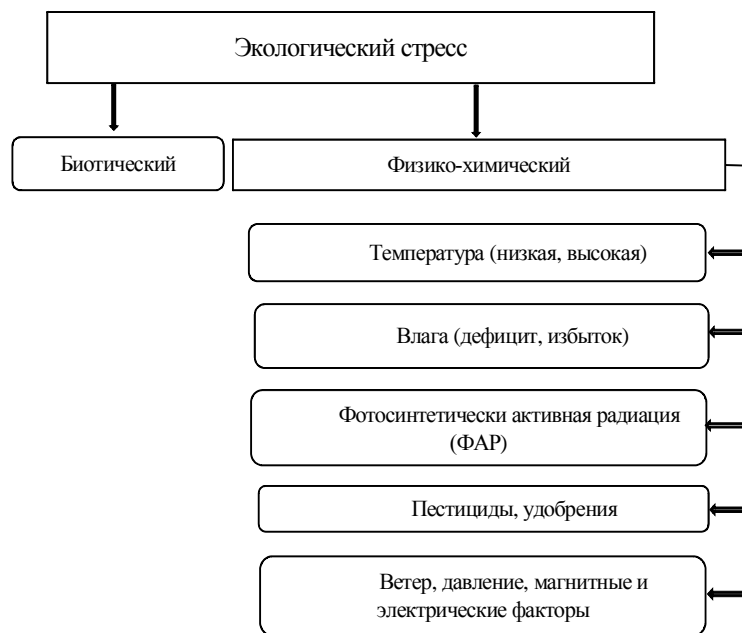 Экологический стресс
Биотический
Физико-химический
Температура (низкая, высокая)
Влага (дефицит, избыток)
Фотосинтетически активная радиация
(ФАР)
Пестициды, удобрения
Ветер, давление, магнитные и
электрические факторы